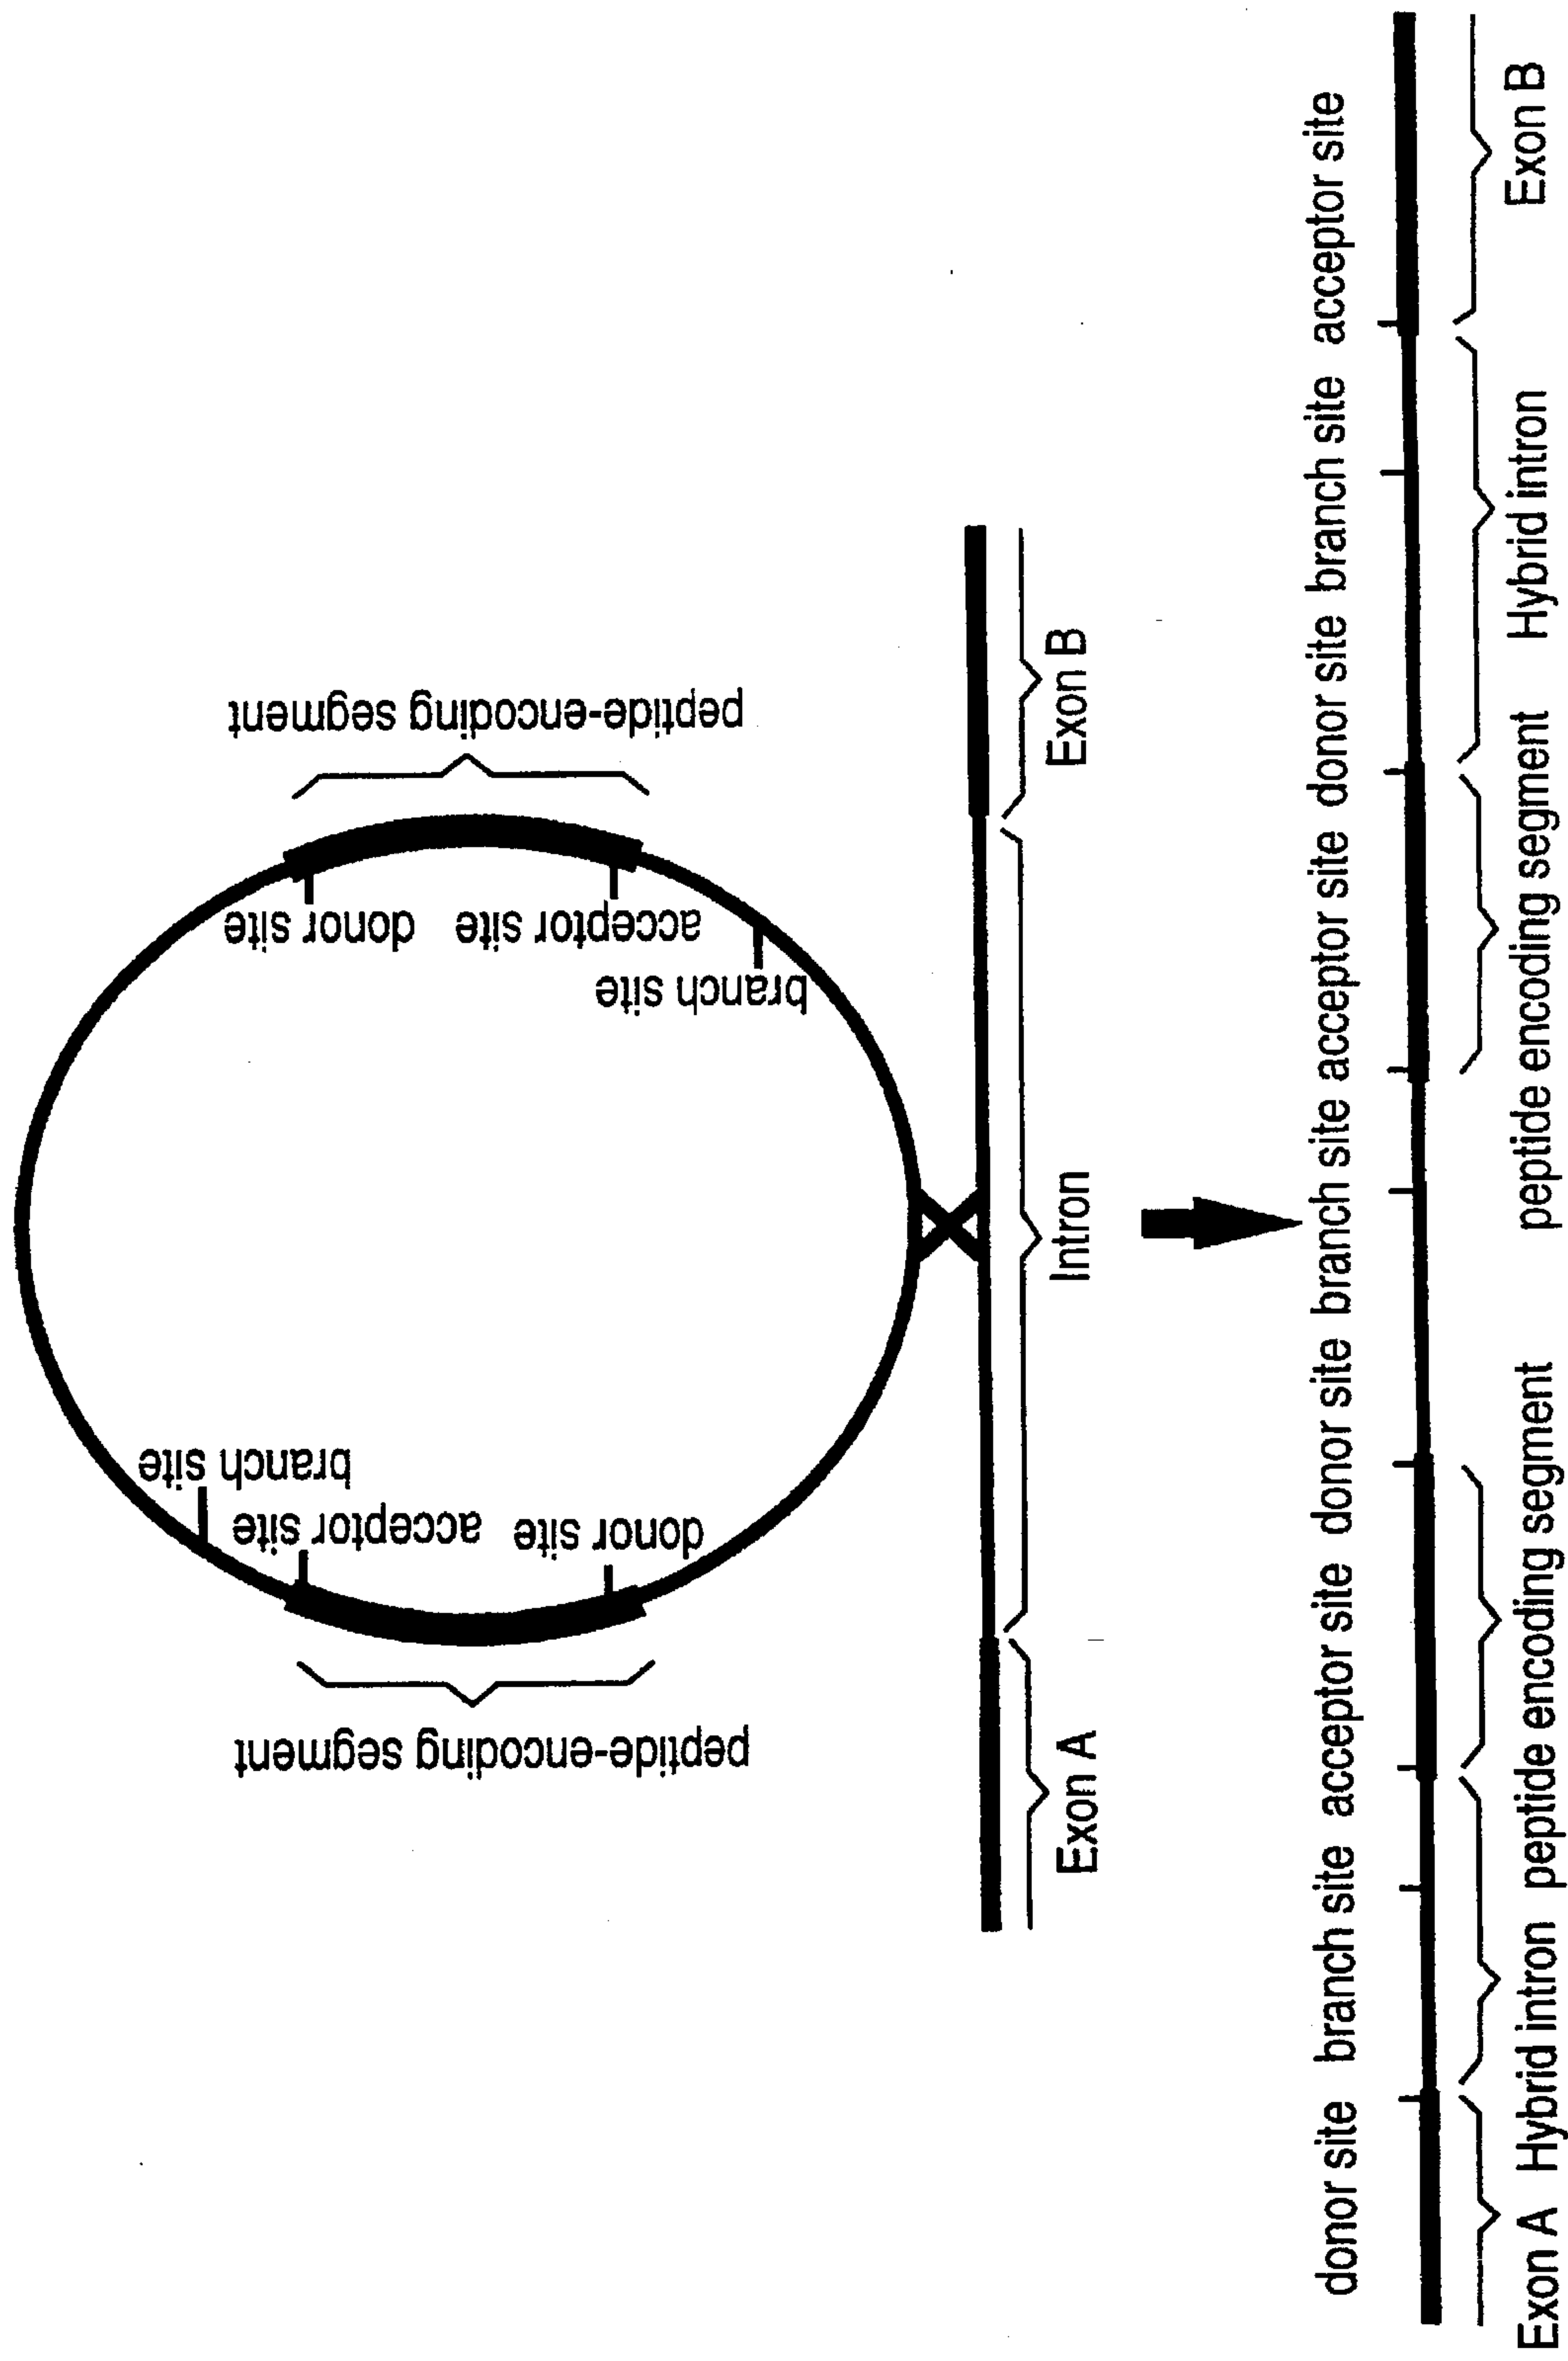 peptide-encoding segment
branch site
acceptor site
donor site
donor site
acceptor site
branch site
peptide-encoding segment
Exon A
Intron
Exon B
donor site branch site acceptor site donor site branch site acceptor site donor site branch site acceptor site
Exon A Hybrid intron peptide encoding segment peptide encoding segment Hybrid intron Exon B